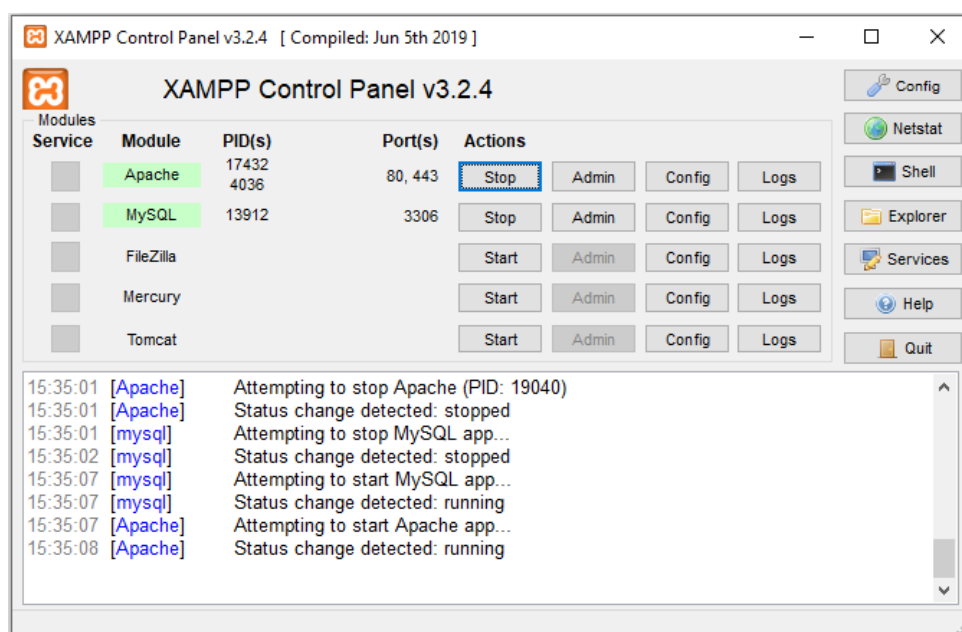 XAMPP Control Panel v3.2.4 [ Compiled: Jun 5th 2019 ]
XAMPP Control Panel v3.2.4
Config
Modules
Netstat
Service Module PID(s) Port(s) Actions
Apache 17432 4036 80, 443 Stop Admin Config Logs
Shell
MySQL 13912 3306 Stop Admin Config Logs
Explorer
FileZilla Start Admin Config Logs
Services
Mercury Start Admin Config Logs
Help
Tomcat Start Admin Config Logs
Quit
15:35:01 [Apache] Attempting to stop Apache (PID: 19040)
15:35:01 [Apache] Status change detected: stopped
15:35:01 [mysql] Attempting to stop MySQL app...
15:35:02 [mysql] Status change detected: stopped
15:35:07 [mysql] Attempting to start MySQL app...
15:35:07 [mysql] Status change detected: running
15:35:07 [Apache] Attempting to start Apache app...
15:35:08 [Apache] Status change detected: running